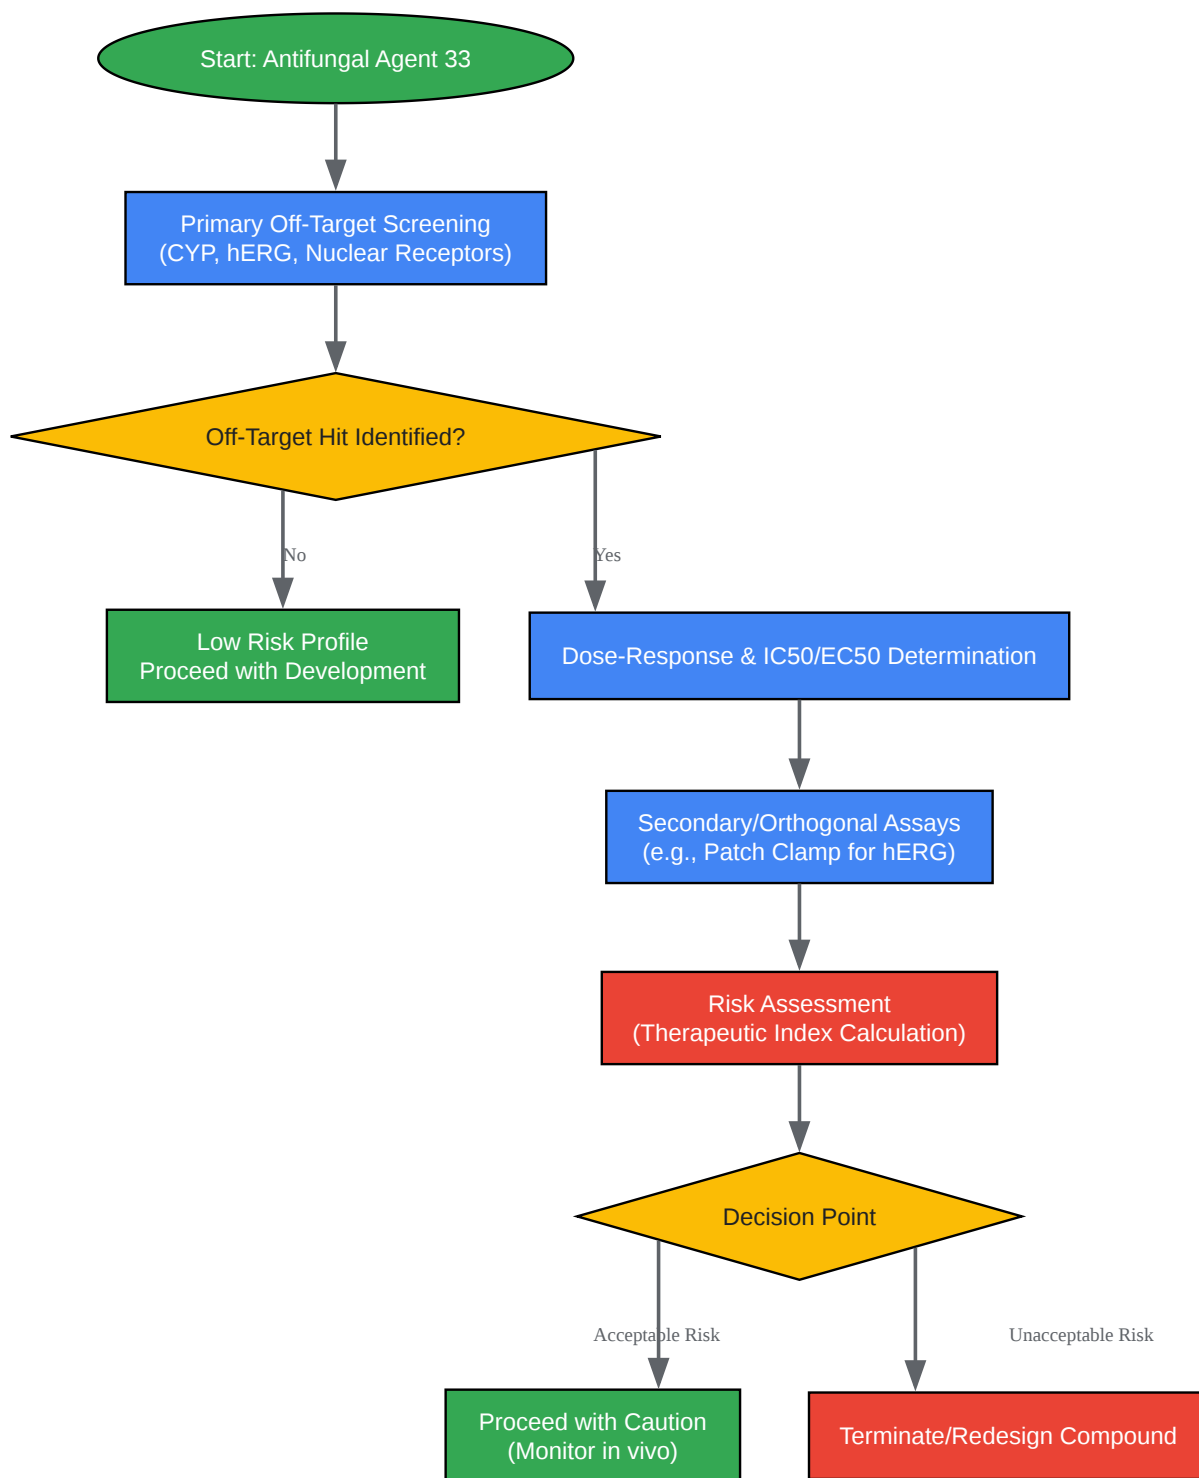 Start: Antifungal Agent 33
Primary Off-Target Screening
(CYP, hERG, Nuclear Receptors)
Off-Target Hit Identified?
No
Yes
Low Risk Profile
Proceed with Development
Dose-Response & IC50/EC50 Determination
Secondary/Orthogonal Assays
(e.g., Patch Clamp for hERG)
Risk Assessment
(Therapeutic Index Calculation)
Decision Point
Acceptable Risk
Unacceptable Risk
Proceed with Caution
(Monitor in vivo)
Terminate/Redesign Compound